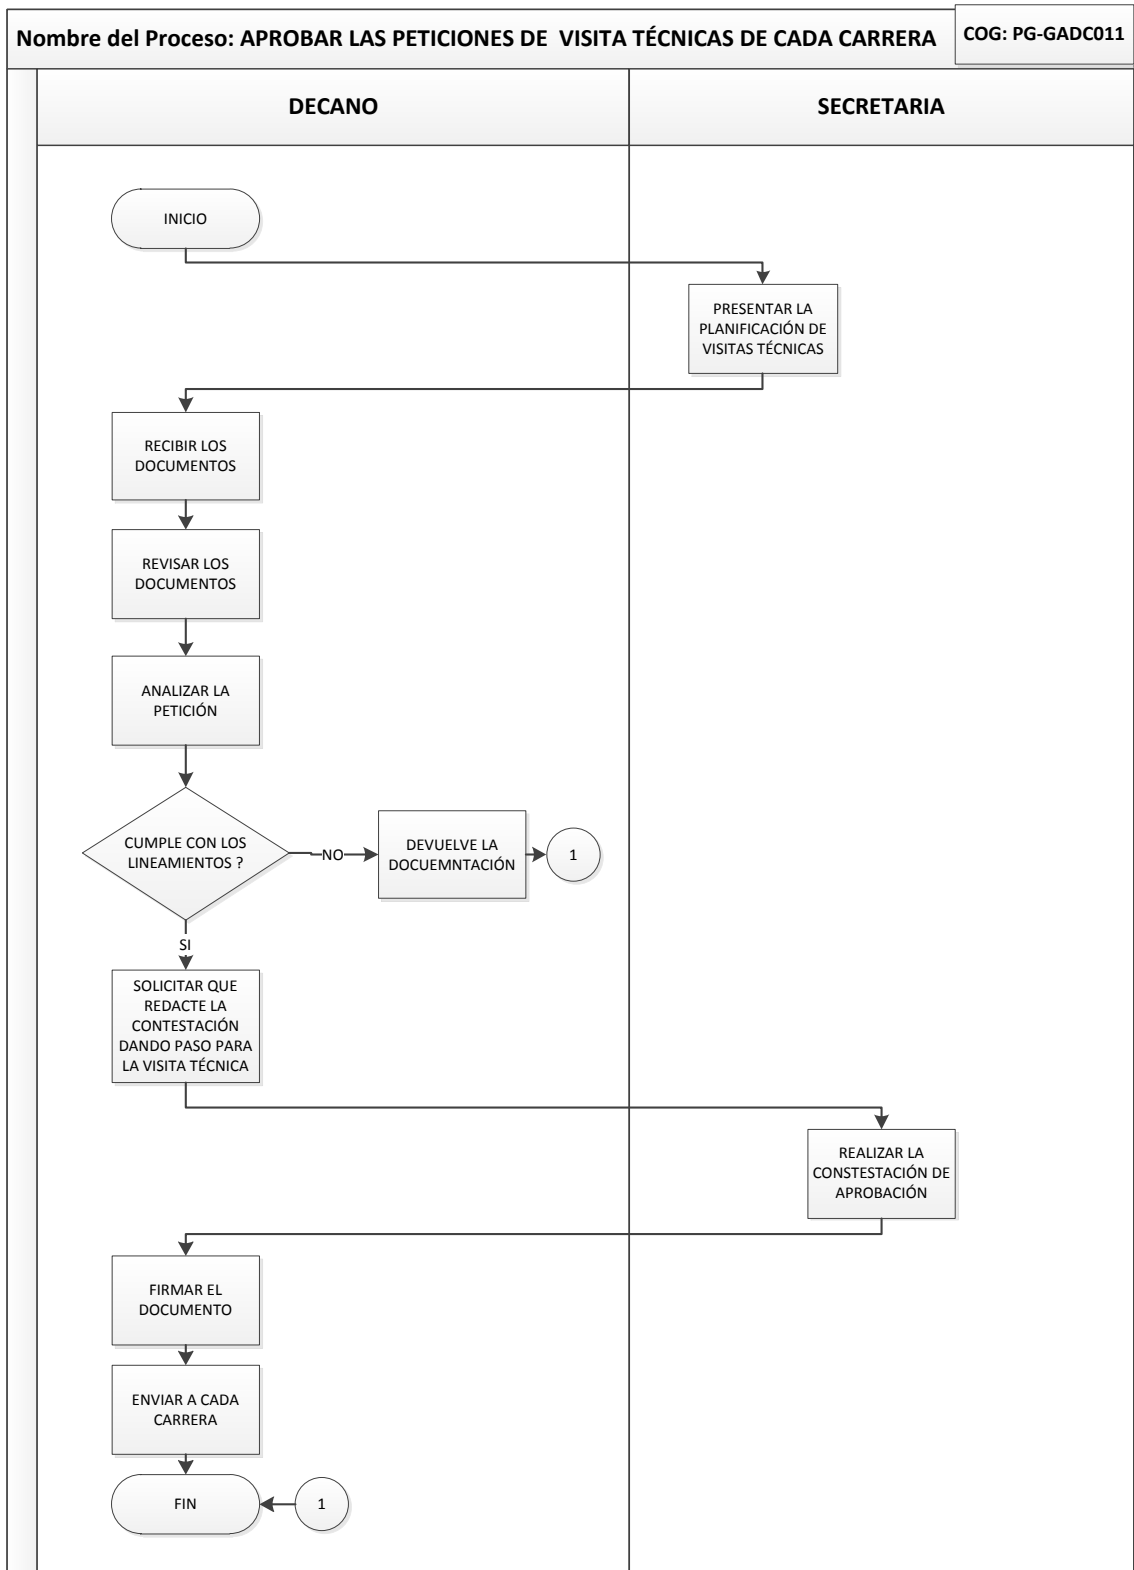 Nombre del Proceso: APROBAR LAS PETICIONES DE VISITA TÉCNICAS DE CADA CARRERA
COG: PG-GADC011
DECANO
SECRETARIA
INICIO
PRESENTAR LA
PLANIFICACIÓN DE
VISITAS TÉCNICAS
RECIBIR LOS
DOCUMENTOS
REVISAR LOS
DOCUMENTOS
ANALIZAR LA
PETICIÓN
CUMPLE CON LOS
LINEAMIENTOS ?
NO
DEVUELVE LA
DOCUEMNTACIÓN
1
SI
SOLICITAR QUE
REDACTE LA
CONTESTACIÓN
DANDO PASO PARA
LA VISITA TÉCNICA
REALIZAR LA
CONSTESTACIÓN DE
APROBACIÓN
FIRMAR EL
DOCUMENTO
ENVIAR A CADA
CARRERA
FIN
1